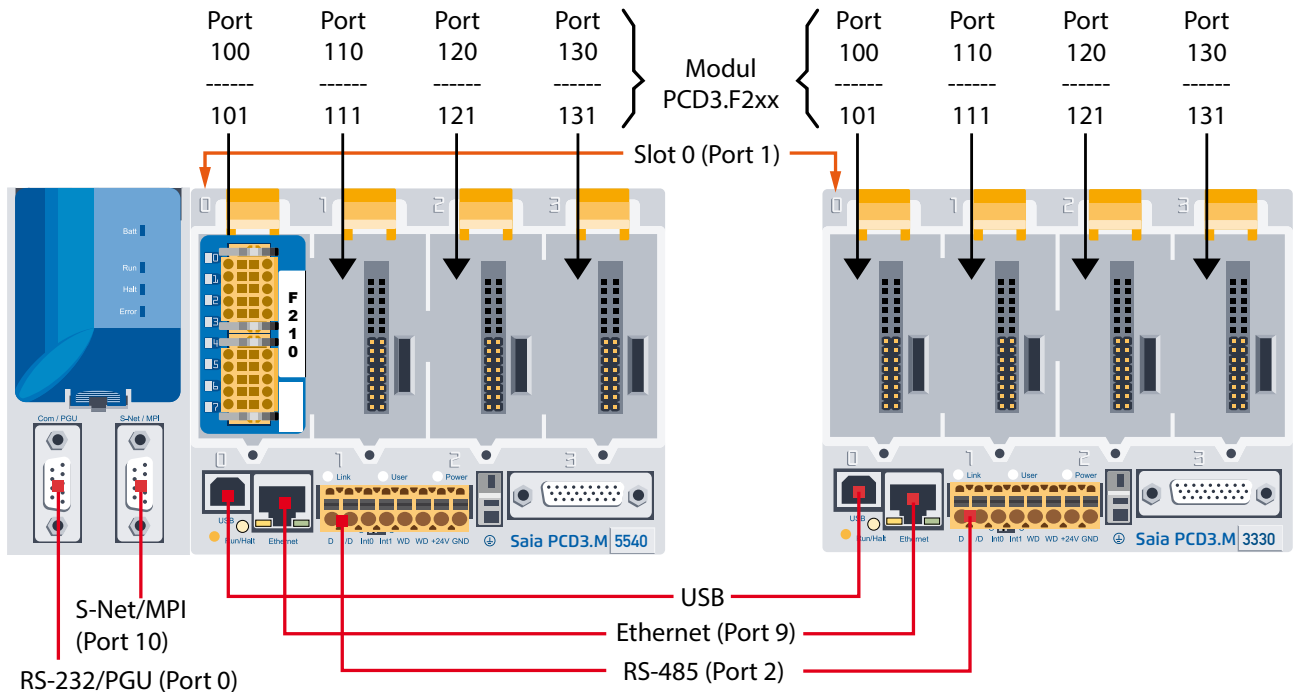 Port Port Port Port
100 110 120 130
------ ------ ------ ------
101 111 121 131
Modul
PCD3.F2xx
Port Port Port Port
100 110 120 130
------ ------ ------ ------
101 111 121 131
Slot 0 (Port 1)
Batt
Run
Halt
Error
Com / PGU
S-Net / MPI
0 1 2 3
0
1
2
3
4
5
6
7
F
2
1
0
0 1 2 3
Link User Power
USB
Run/Halt Ethernet D /D Int0 Int1 WD WD +24V GND
Saia PCD3.M 5540
0 1 2 3
0 1 2 3
Link User Power
USB
Run/Halt Ethernet D /D Int0 Int1 WD WD +24V GND
Saia PCD3.M 3330
S-Net/MPI
(Port 10)
RS-232/PGU (Port 0)
USB
Ethernet (Port 9)
RS-485 (Port 2)